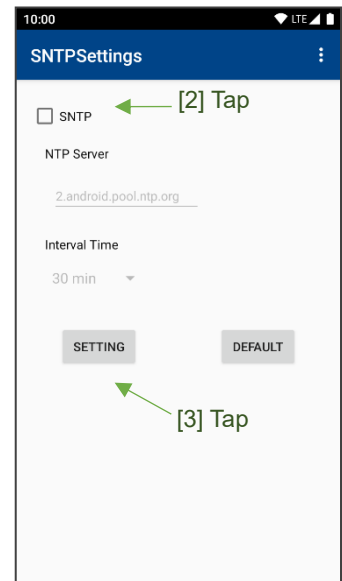 10:00 LTE
SNTPSettings
[2] Tap
SNTP
NTP Server
2.android.pool.ntp.org
Interval Time
30 min
SETTING DEFAULT
[3] Tap